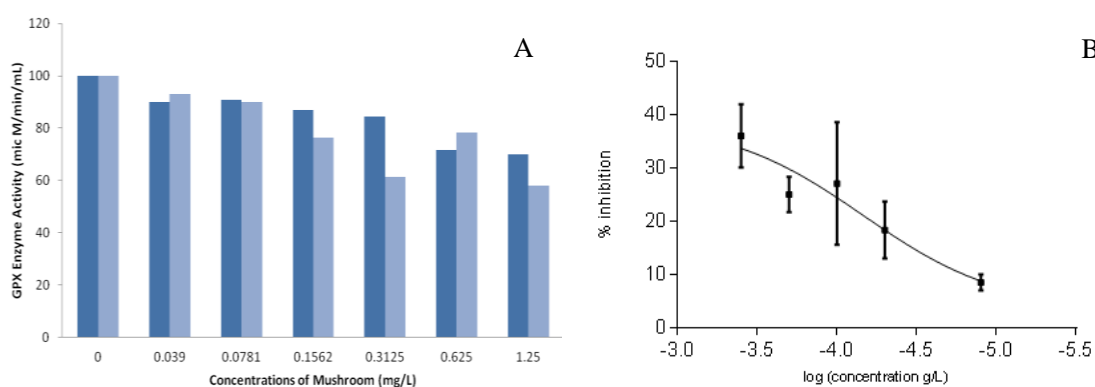 A
120
100
80
60
40
20
0
GPX Enzyme Activity (mic M/min/mL)
0 0.039 0.0781 0.1562 0.3125 0.625 1.25
Concentrations of Mushroom (mg/L)
B
50
40
30
20
10
0
% inhibition
-3.0 -3.5 -4.0 -4.5 -5.0 -5.5
log (concentration g/L)